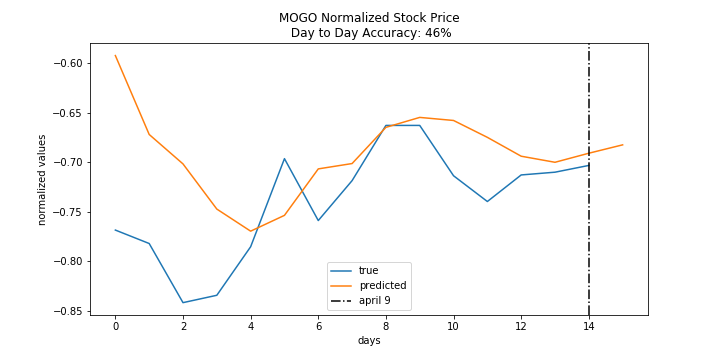 MOGO Normalized Stock Price
Day to Day Accuracy: 46%
normalized values
−0.60
−0.65
−0.70
−0.75
−0.80
−0.85
true
predicted
april 9
0 2 4 6 8 10 12 14
days